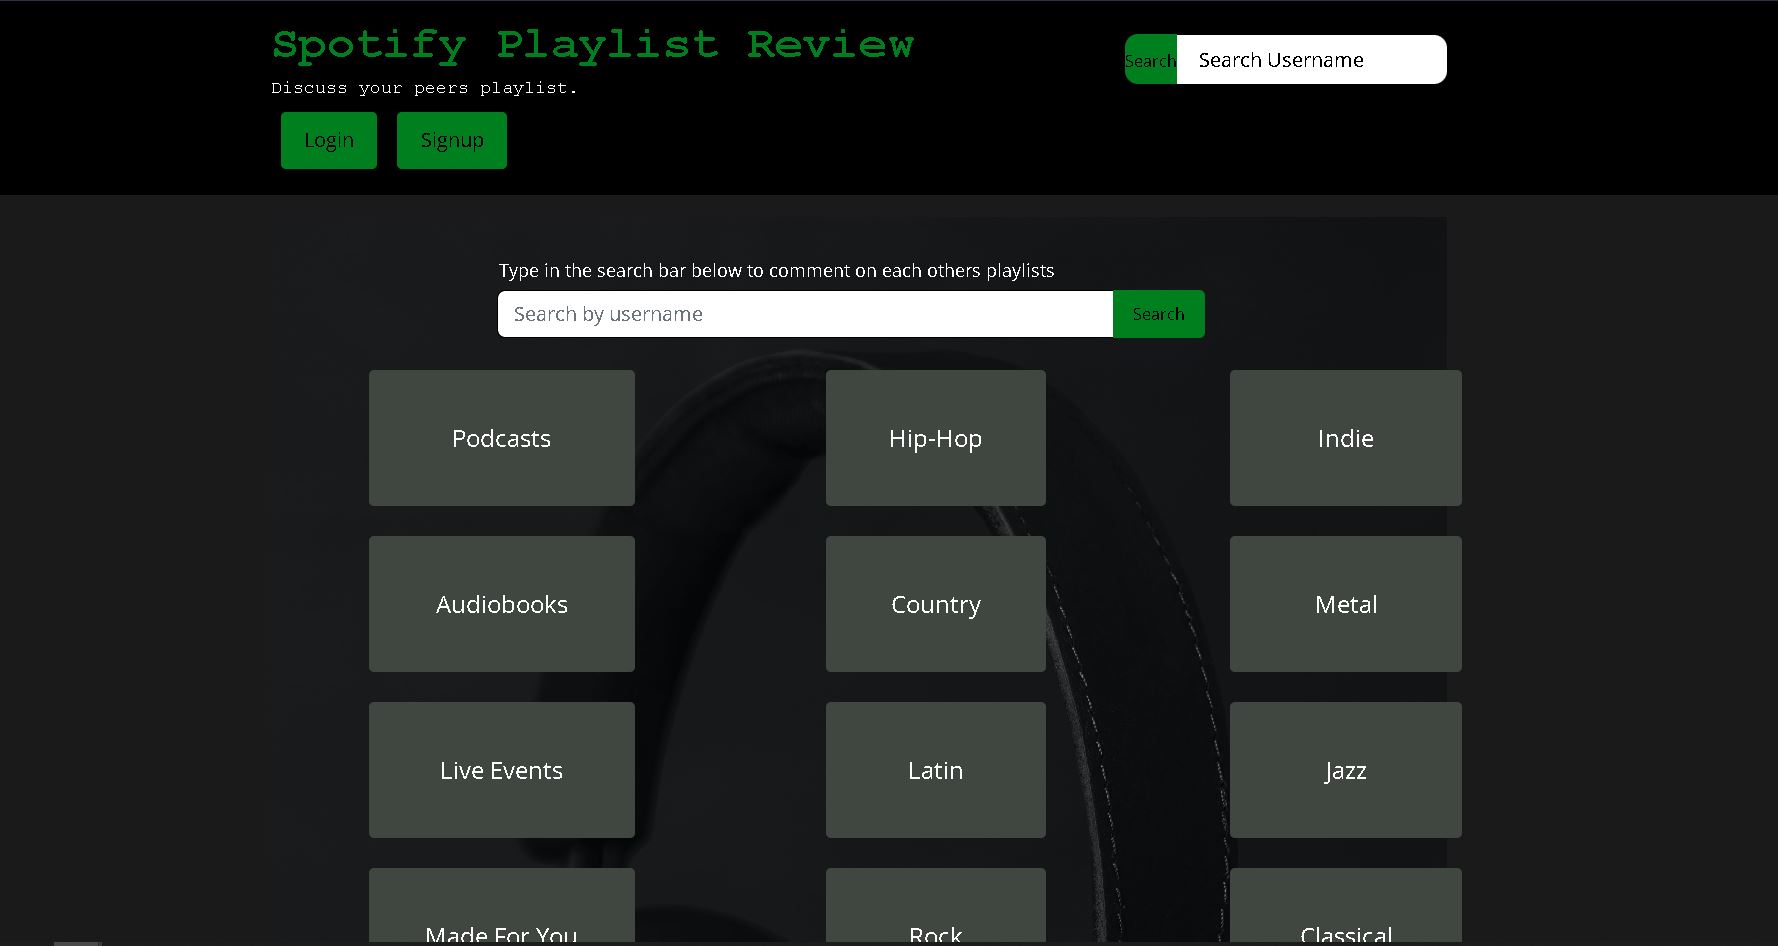 Spotify Playlist Review
Discuss your peers playlist.
Search
Search Username
Login
Signup
Type in the search bar below to comment on each others playlists
Search by username
Search
Podcasts
Hip-Hop
Indie
Audiobooks
Country
Metal
Live Events
Latin
Jazz
Made For You
Rock
Classical